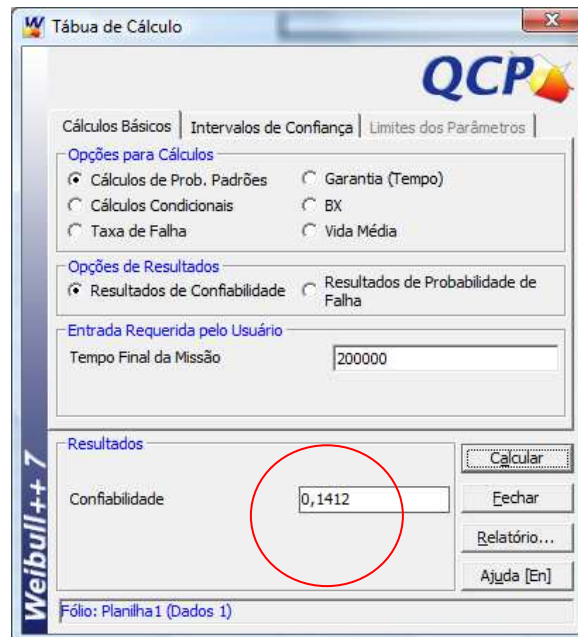 Tábua de Cálculo
QCP
Cálculos Básicos
Intervalos de Confiança
Limites dos Parâmetros
Opções para Cálculos
Cálculos de Prob. Padrões
Garantia (Tempo)
Cálculos Condicionais
BX
Taxa de Falha
Vida Média
Opções de Resultados
Resultados de Confiabilidade
Resultados de Probabilidade de
Falha
Entrada Requerida pelo Usuário
Tempo Final da Missão
200000
Resultados
Confiabilidade
0,1412
Calcular
Fechar
Relatório...
Ajuda [En]
Weibull++ 7
Fólio: Planilha1 (Dados 1)